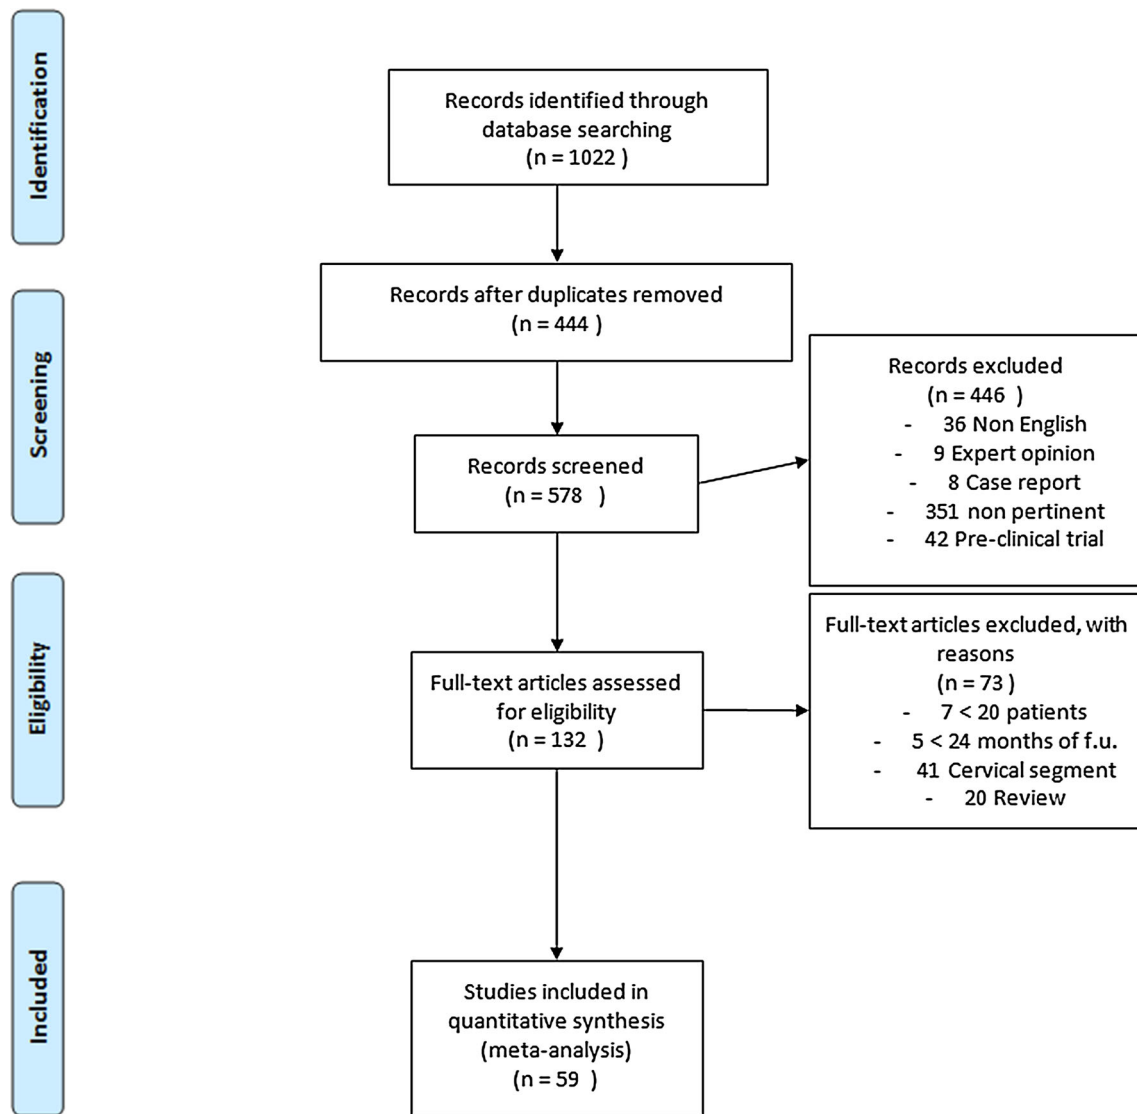 Identification
Records identified through
database searching
(n = 1022 )
Screening
Records after duplicates removed
(n = 444 )
Records screened
(n = 578 )
Records excluded
(n = 446 )
- 36 Non English
- 9 Expert opinion
- 8 Case report
- 351 non pertinent
- 42 Pre-clinical trial
Eligibility
Full-text articles assessed
for eligibility
(n = 132 )
Full-text articles excluded, with
reasons
(n = 73 )
- 7 < 20 patients
- 5 < 24 months of f.u.
- 41 Cervical segment
- 20 Review
Included
Studies included in
quantitative synthesis
(meta-analysis)
(n = 59 )